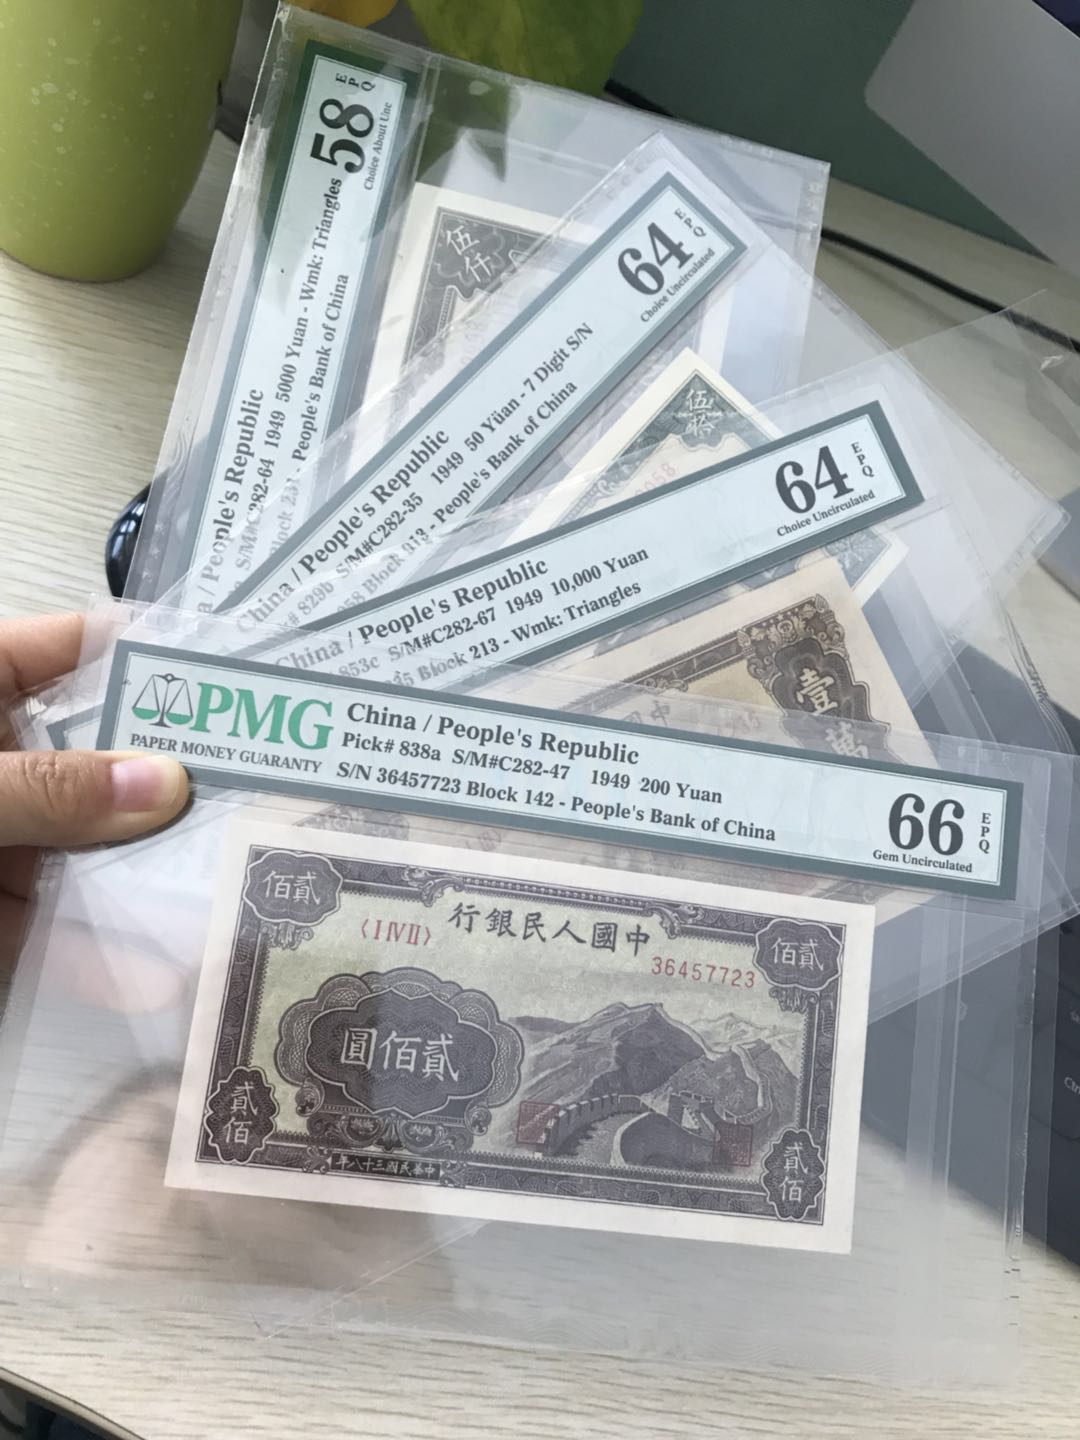 58
EPQ
Choice About Unc
People's Republic
S/M#C282-64 1949 5000 Yuan - Wmk: Triangles
People's Bank of China
伍仟
64
EPQ
Choice Uncirculated
China / People's Republic
829b S/M#C282-35 1949 50 Yüan - 7 Digit S/N
People's Bank of China
伍拾
64
EPQ
Choice Uncirculated
China / People's Republic
853c S/M#C282-67 1949 10,000 Yuan
Block 213 - Wmk: Triangles
壹萬
PMG
PAPER MONEY GUARANTY
China / People's Republic
Pick# 838a S/M#C282-47 1949 200 Yuan
S/N 36457723 Block 142 - People's Bank of China
66
EPQ
Gem Uncirculated
佰貳
行銀民人國中
佰貳
〈I IV II〉
36457723
圓佰貳
貳佰
貳佰
年八十三國民華中